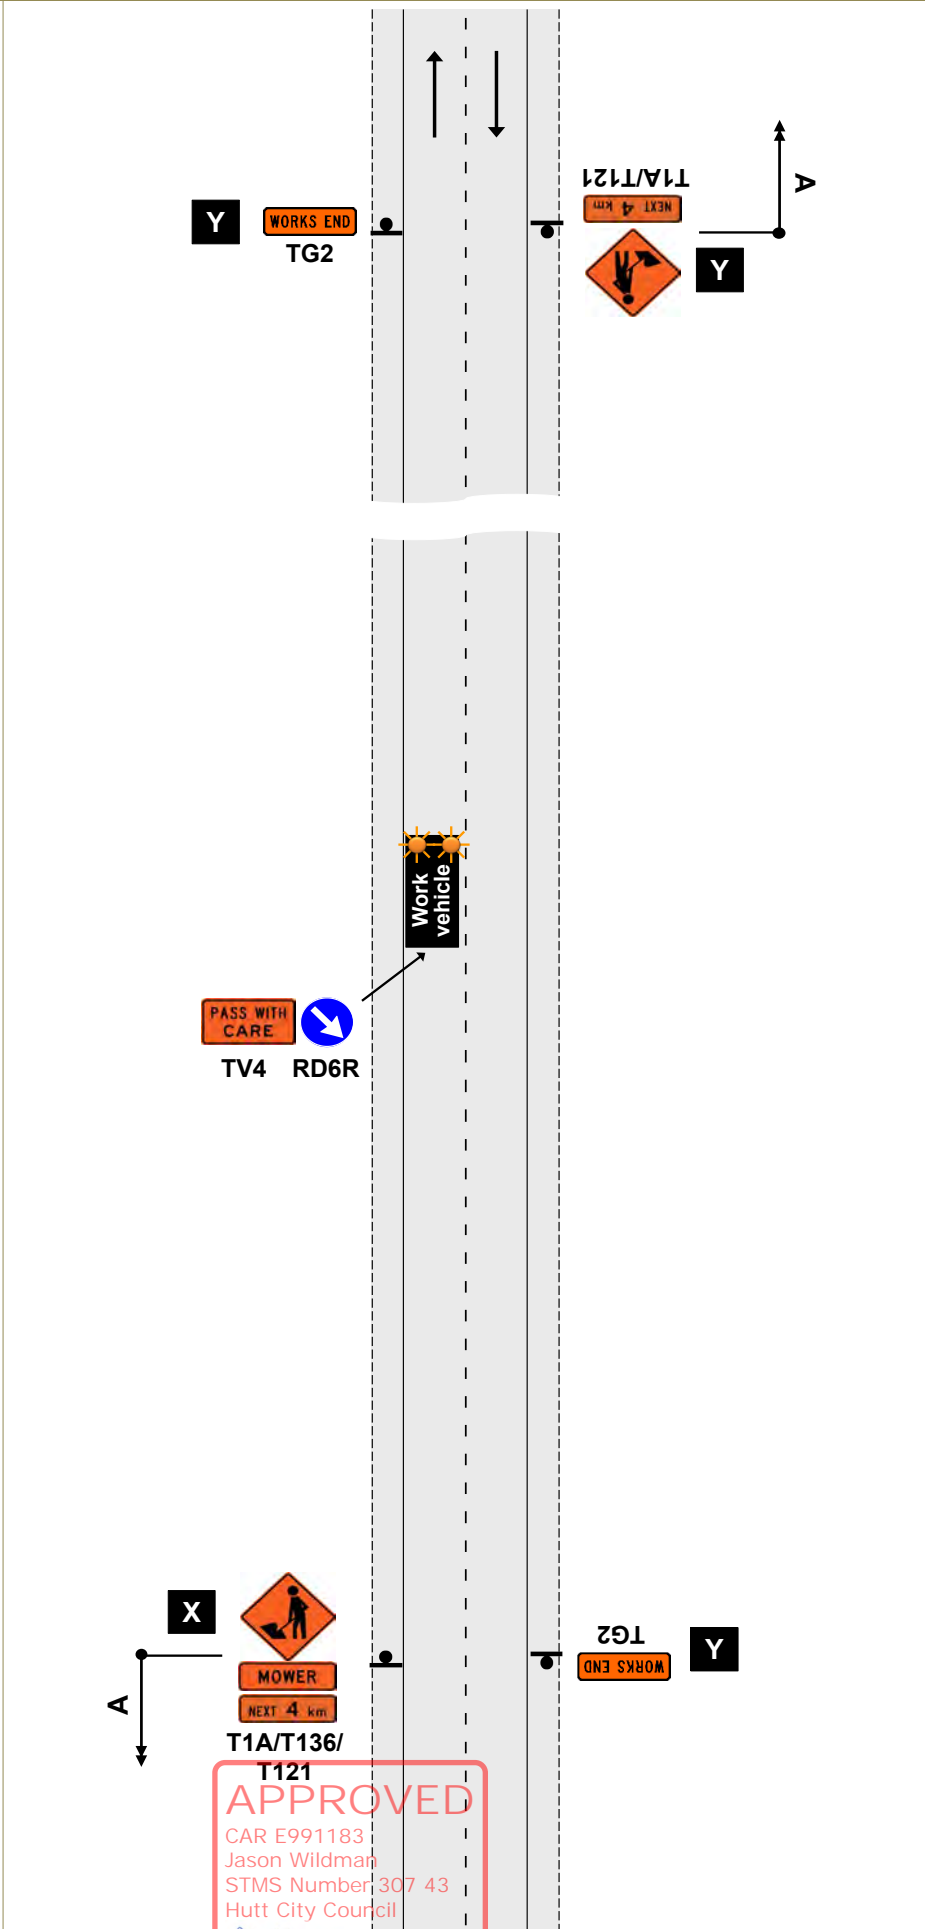 T1A/T121
NEXT 4 km
A
Y
WORKS END
TG2
Y
Work
vehicle
PASS WITH
CARE
TV4 RD6R
X
MOWER
NEXT 4 km
A
T1A/T136/
T121
TG2
WORKS END
Y
APPROVED
CAR E991183
Jason Wildman
STMS Number 307 43
Hutt City Council